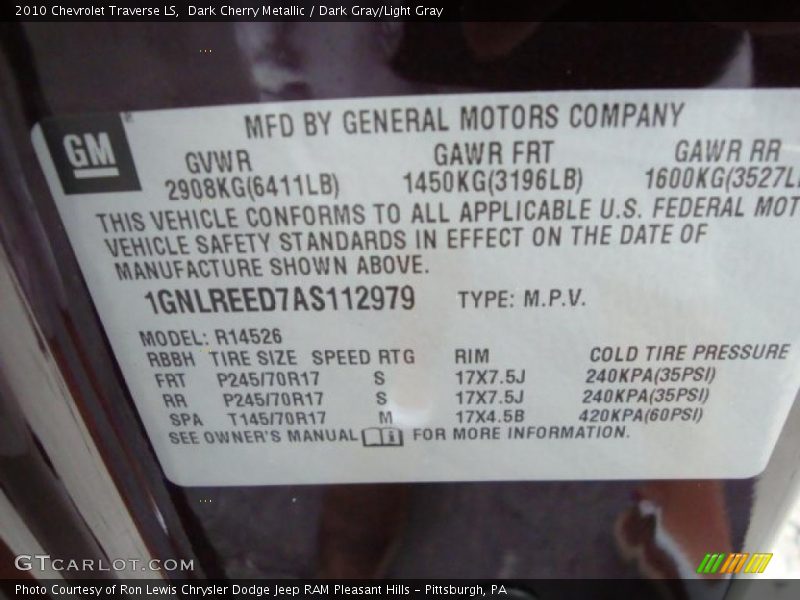 2010 Chevrolet Traverse LS, Dark Cherry Metallic / Dark Gray/Light Gray
GM
MFD BY GENERAL MOTORS COMPANY
GVWR GAWR FRT GAWR RR
2908KG(6411LB) 1450KG(3196LB) 1600KG(3527L
THIS VEHICLE CONFORMS TO ALL APPLICABLE U.S. FEDERAL MOT
VEHICLE SAFETY STANDARDS IN EFFECT ON THE DATE OF
MANUFACTURE SHOWN ABOVE.
1GNLREED7AS112979 TYPE: M.P.V.
MODEL: R14526
RBBH TIRE SIZE SPEED RTG RIM COLD TIRE PRESSURE
FRT P245/70R17 S 17X7.5J 240KPA(35PSI)
RR P245/70R17 S 17X7.5J 240KPA(35PSI)
SPA T145/70R17 M 17X4.5B 420KPA(60PSI)
SEE OWNER'S MANUAL i FOR MORE INFORMATION.
GTCARLOT.COM
Photo Courtesy of Ron Lewis Chrysler Dodge Jeep RAM Pleasant Hills - Pittsburgh, PA